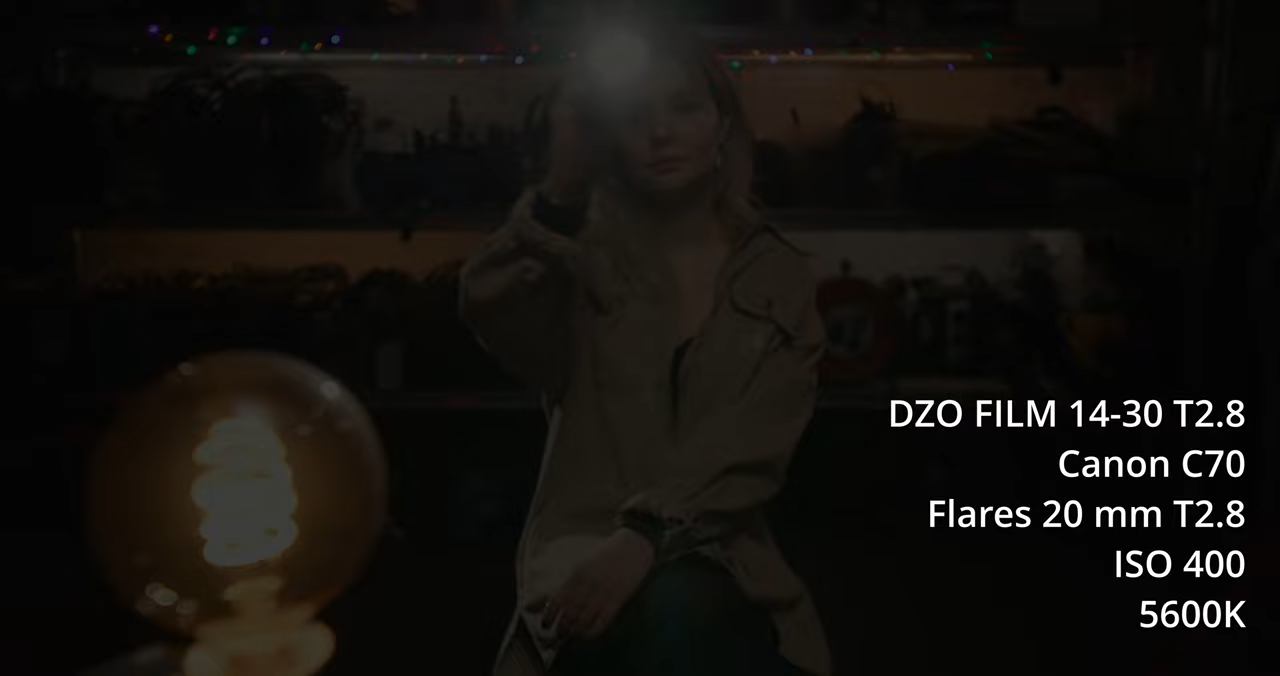 DZO FILM 14-30 T2.8
Canon C70
Flares 20 mm T2.8
ISO 400
5600K